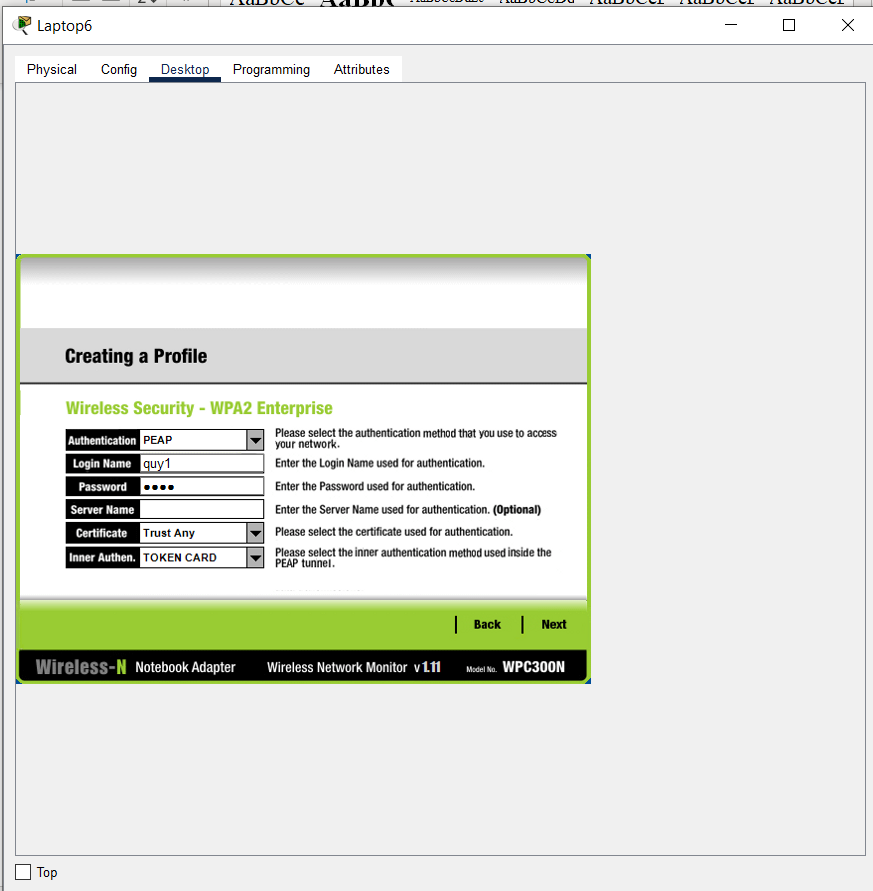 Laptop6
Physical Config Desktop Programming Attributes
Creating a Profile
Wireless Security - WPA2 Enterprise
Authentication PEAP Please select the authentication method that you use to access
your network.
Login Name quy1 Enter the Login Name used for authentication.
Password •••• Enter the Password used for authentication.
Server Name Enter the Server Name used for authentication. (Optional)
Certificate Trust Any Please select the certificate used for authentication.
Inner Authen. TOKEN CARD Please select the inner authentication method used inside the
PEAP tunnel.
Back Next
Wireless-N Notebook Adapter Wireless Network Monitor v1.11 Model No. WPC300N
Top